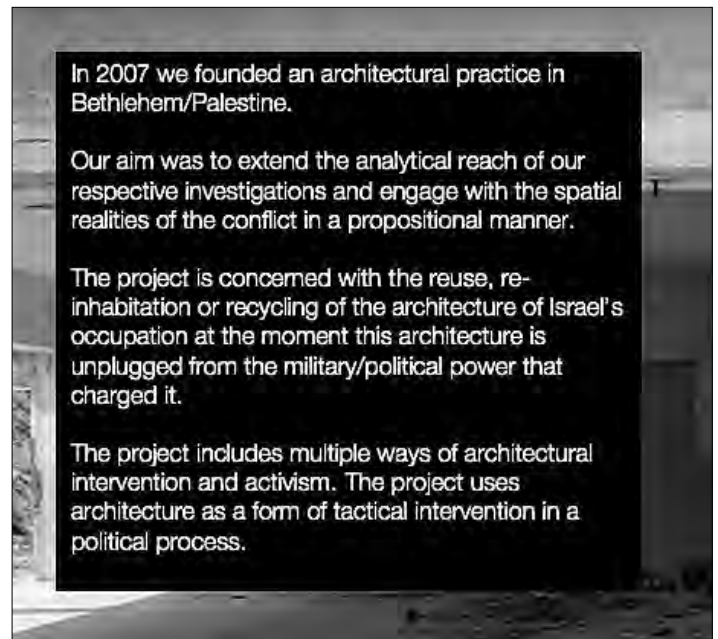 In 2007 we founded an architectural practice in
Bethlehem/Palestine.
Our aim was to extend the analytical reach of our
respective investigations and engage with the spatial
realities of the conflict in a propositional manner.
The project is concerned with the reuse, re-
inhabitation or recycling of the architecture of Israel's
occupation at the moment this architecture is
unplugged from the military/political power that
charged it.
The project includes multiple ways of architectural
intervention and activism. The project uses
architecture as a form of tactical intervention in a
political process.